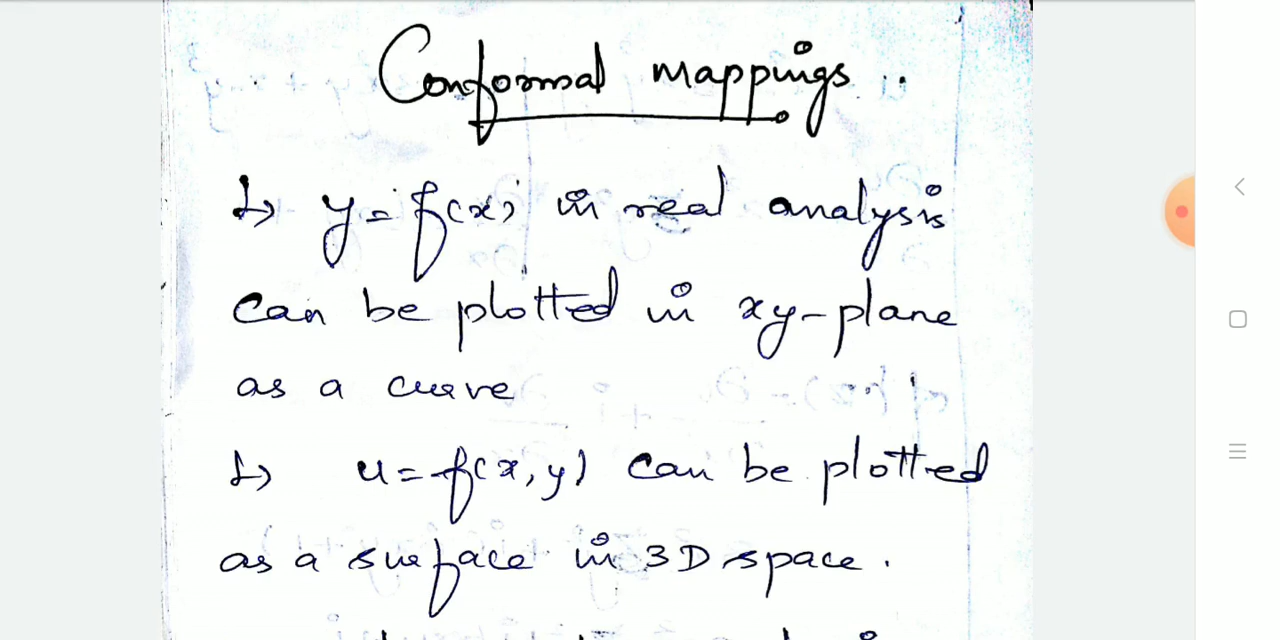 Conformal mappings :
↳ y = f(x) in real analysis
can be plotted in xy-plane
as a curve
↳ u = f(x, y) can be plotted
as a surface in 3D space.